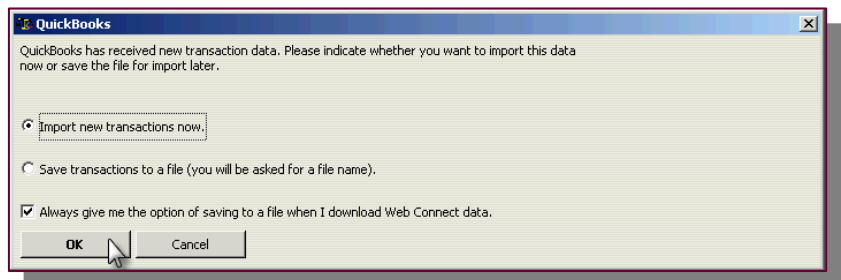 QuickBooks
QuickBooks has received new transaction data. Please indicate whether you want to import this data
now or save the file for import later.
Import new transactions now.
Save transactions to a file (you will be asked for a file name).
Always give me the option of saving to a file when I download Web Connect data.
OK Cancel